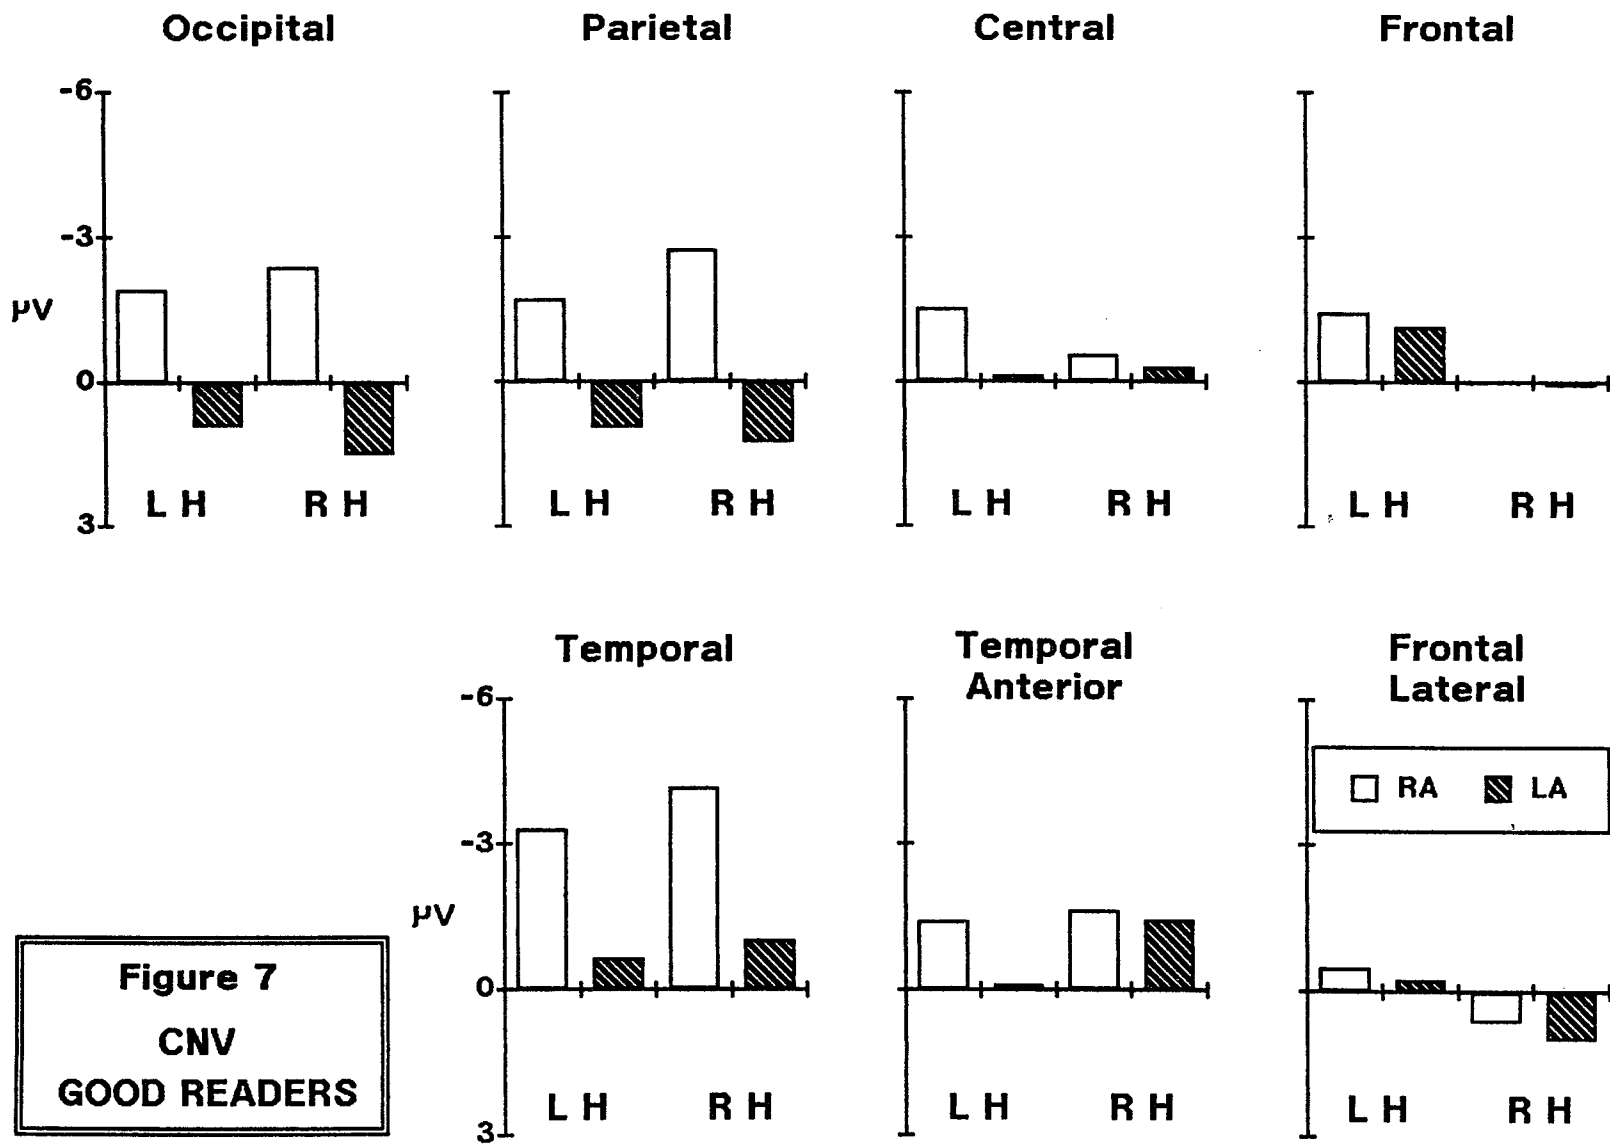 Occipital
Parietal
Central
Frontal
-6
-3
µV
0
3
L H
R H
L H
R H
L H
R H
L H
R H
Temporal
Temporal
Anterior
Frontal
Lateral
-6
-3
µV
0
3
RA
LA
L H
R H
L H
R H
L H
R H
Figure 7
CNV
GOOD READERS